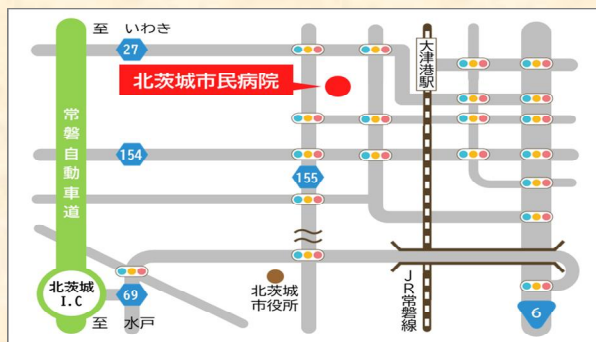 至 いわき
27
北茨城市民病院
大津港駅
常磐自動車道
154
155
北茨城
I.C
69
北茨城
市役所
JR常磐線
6
至 水戸